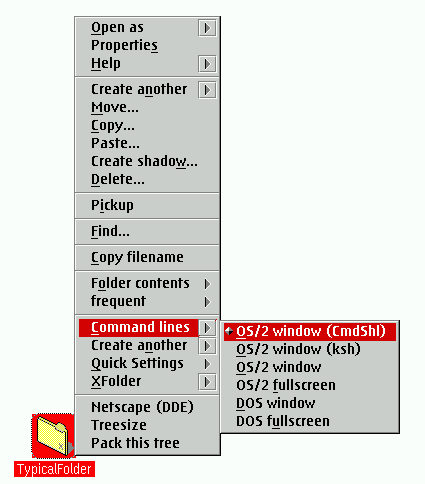 Open as
Properties
Help
Create another
Move...
Copy...
Paste...
Create shadow...
Delete...
Pickup
Find...
Copy filename
Folder contents
frequent
Command lines
Create another
Quick Settings
XFolder
Netscape (DDE)
Treesize
Pack this tree
OS/2 window (CmdShl)
OS/2 window (ksh)
OS/2 window
OS/2 fullscreen
DOS window
DOS fullscreen
X
TypicalFolder